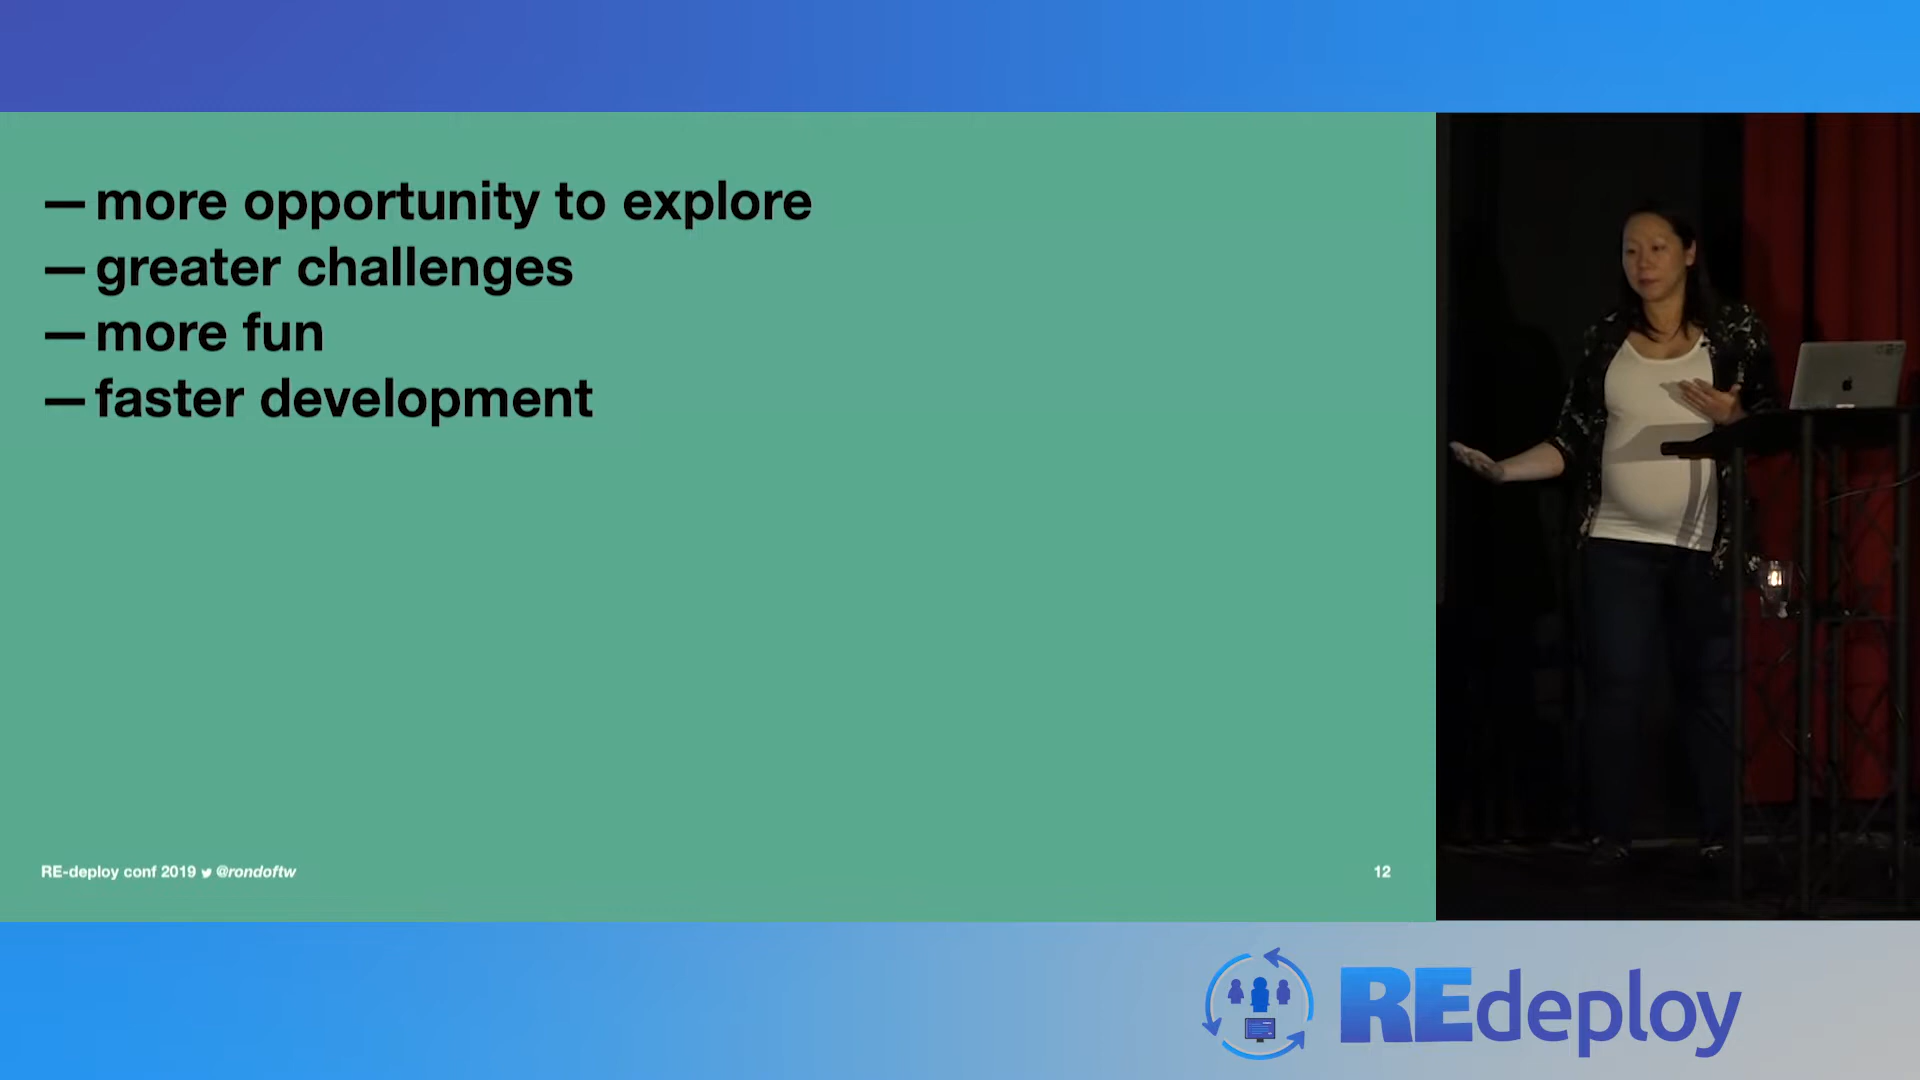 — more opportunity to explore
— greater challenges
— more fun
— faster development
RE-deploy conf 2019 @rondoftw
12
REdeploy